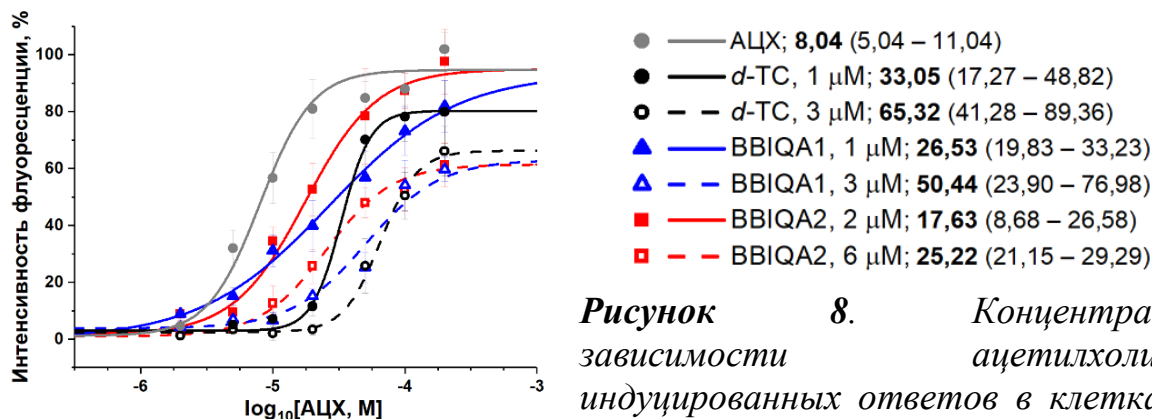 Интенсивность флуоресценции, %
100
80
60
40
20
0
-6
-5
-4
-3
log10[АЦХ, М]
АЦХ; 8,04 (5,04 – 11,04)
d-TC, 1 μM; 33,05 (17,27 – 48,82)
d-TC, 3 μM; 65,32 (41,28 – 89,36)
BBIQA1, 1 μM; 26,53 (19,83 – 33,23)
BBIQA1, 3 μM; 50,44 (23,90 – 76,98)
BBIQA2, 2 μM; 17,63 (8,68 – 26,58)
BBIQA2, 6 μM; 25,22 (21,15 – 29,29)
Рисунок 8. Концентра
зависимости ацетилхоли
индуцированных ответов в клетка